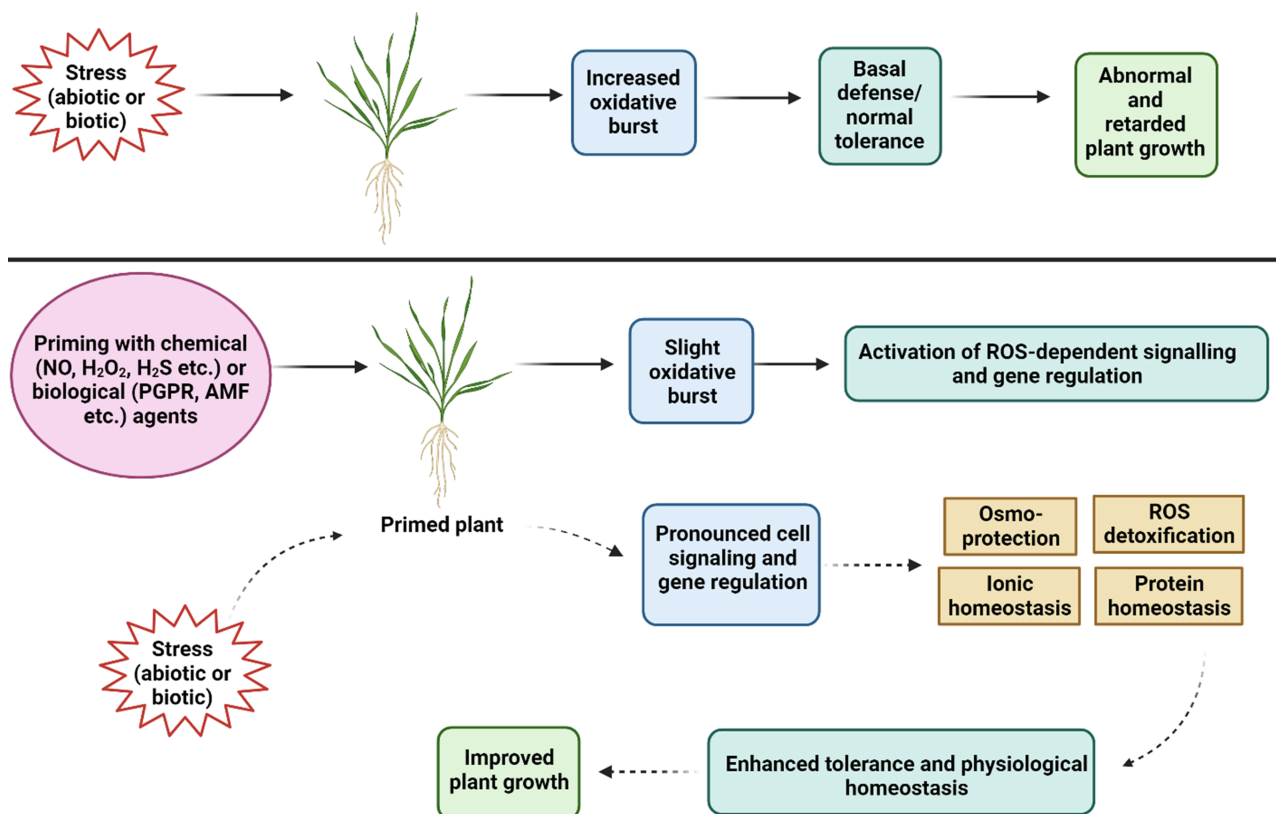 Stress
(abiotic or
biotic)
Increased
oxidative
burst
Basal
defense/
normal
tolerance
Abnormal
and
retarded
plant growth
Priming with chemical
(NO, H₂O₂, H₂S etc.) or
biological (PGPR, AMF
etc.) agents
Slight
oxidative
burst
Activation of ROS-dependent signalling
and gene regulation
Primed plant
Pronounced cell
signaling and
gene regulation
Osmo-
protection
ROS
detoxification
Ionic
homeostasis
Protein
homeostasis
Stress
(abiotic or
biotic)
Improved
plant growth
Enhanced tolerance and physiological
homeostasis